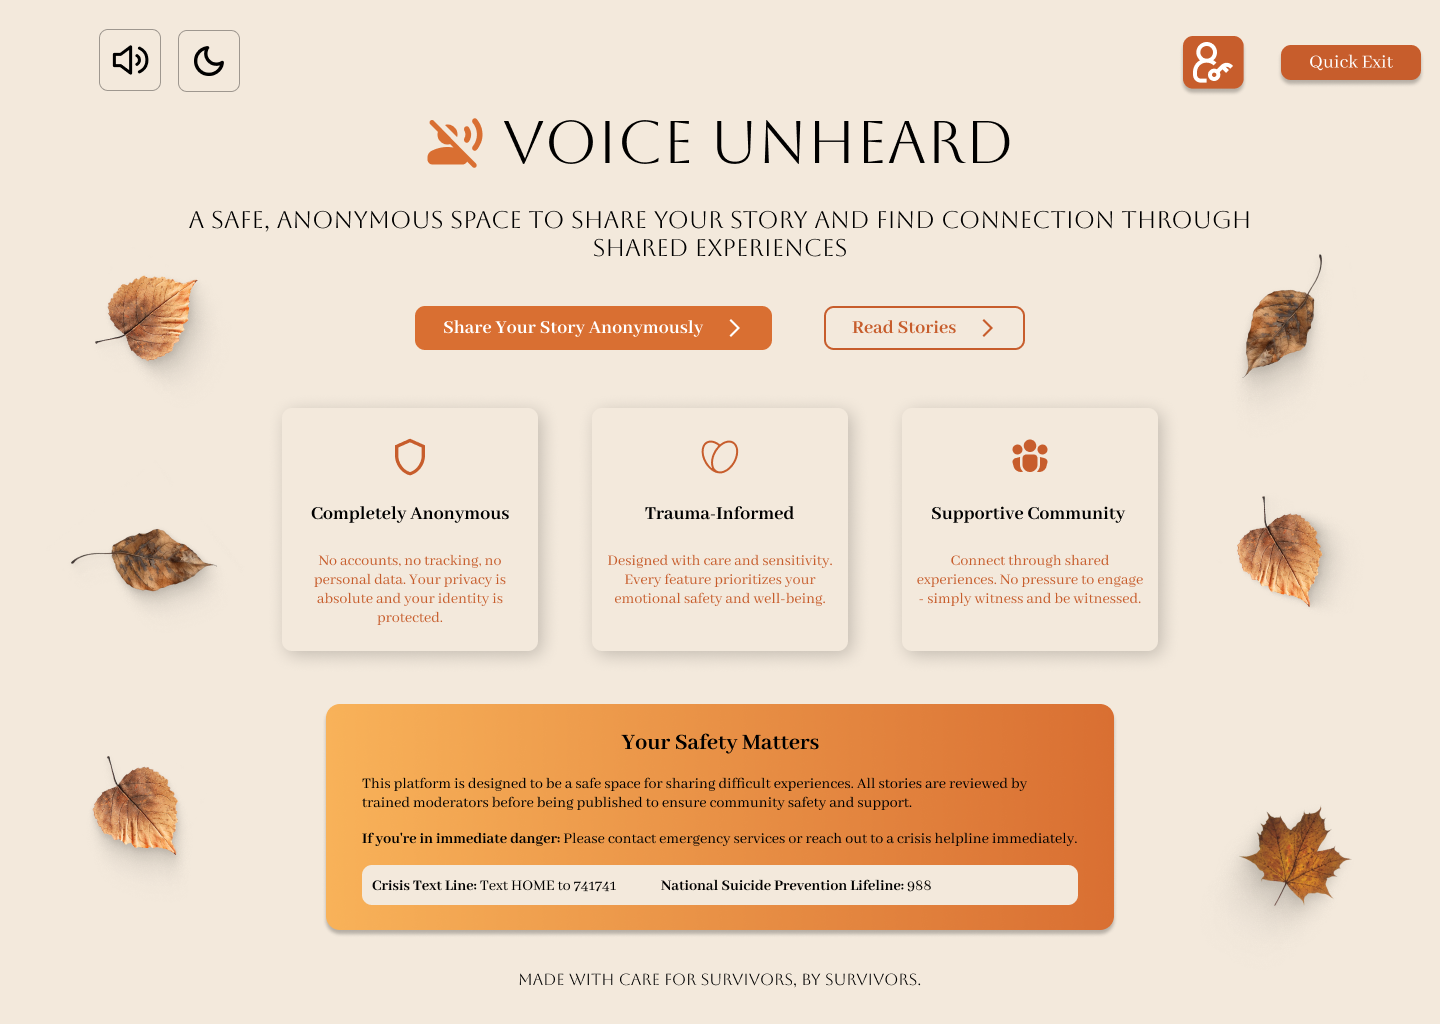 Quick Exit
VOICE UNHEARD
A SAFE, ANONYMOUS SPACE TO SHARE YOUR STORY AND FIND CONNECTION THROUGH
SHARED EXPERIENCES
Share Your Story Anonymously
Read Stories
Completely Anonymous
No accounts, no tracking, no
personal data. Your privacy is
absolute and your identity is
protected.
Trauma-Informed
Designed with care and sensitivity.
Every feature prioritizes your
emotional safety and well-being.
Supportive Community
Connect through shared
experiences. No pressure to engage
- simply witness and be witnessed.
Your Safety Matters
This platform is designed to be a safe space for sharing difficult experiences. All stories are reviewed by
trained moderators before being published to ensure community safety and support.
If you're in immediate danger: Please contact emergency services or reach out to a crisis helpline immediately.
Crisis Text Line: Text HOME to 741741
National Suicide Prevention Lifeline: 988
MADE WITH CARE FOR SURVIVORS, BY SURVIVORS.